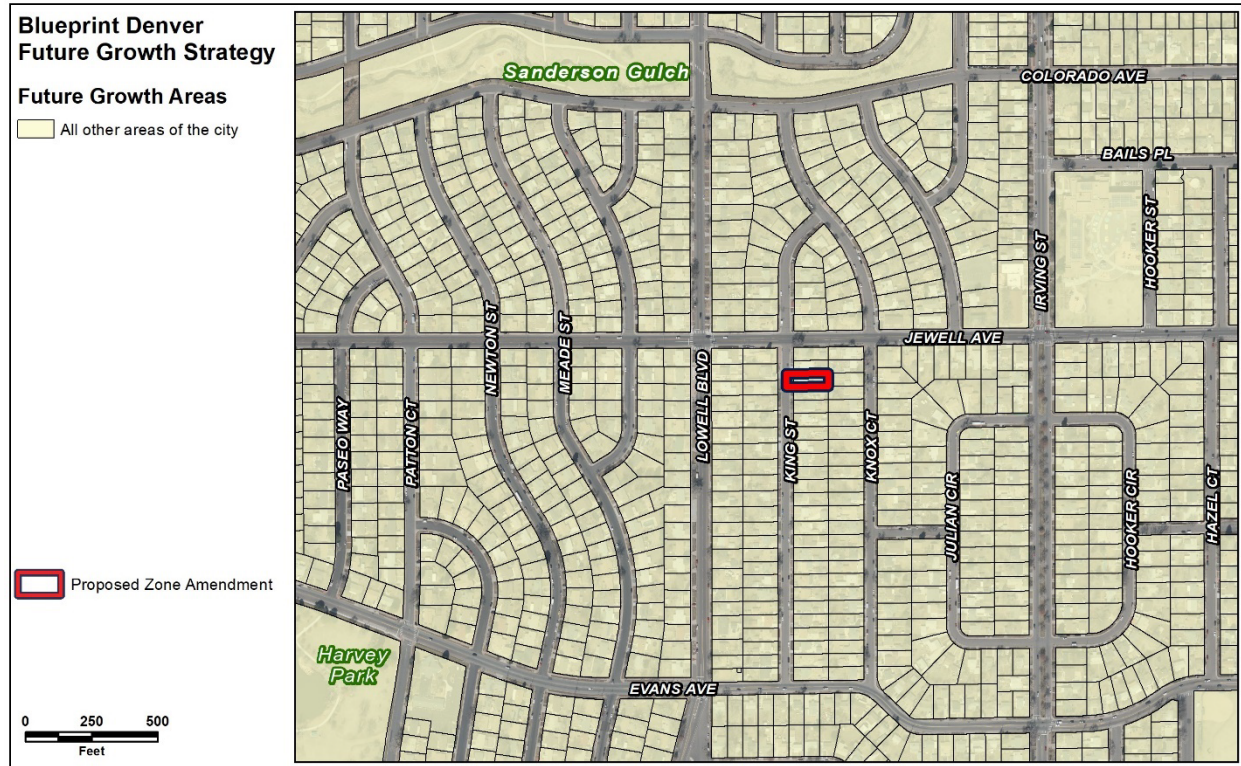 Blueprint Denver
Future Growth Strategy
Future Growth Areas
All other areas of the city
Proposed Zone Amendment
0 250 500
Feet
Sanderson Gulch
COLORADO AVE
BAILS PL
HOOKER ST
IRVING ST
NEWTON ST
MEADE ST
JEWELL AVE
LOWELL BLVD
PASEO WAY
PATTON CT
KING ST
KNOX CT
JULIAN CIR
HOOKER CIR
HAZEL CT
Harvey
Park
EVANS AVE